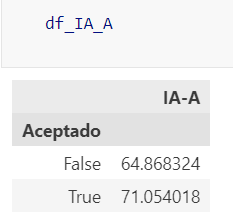 df_IA_A
IA-A
Aceptado
False 64.868324
True 71.054018